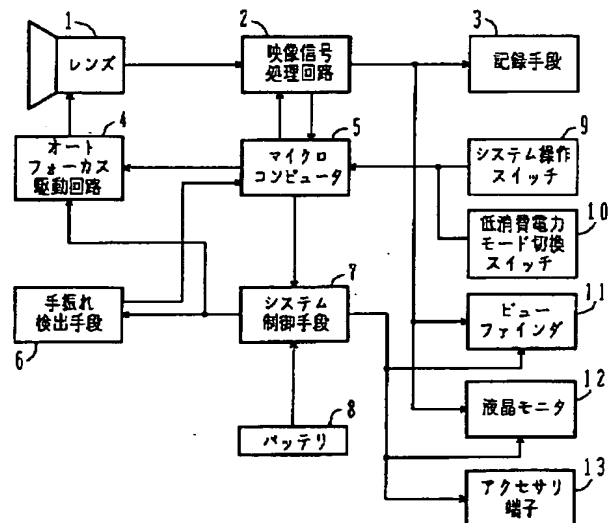 1
レンズ
2
映像信号
処理回路
3
記録手段
4
オート
フォーカス
駆動回路
5
マイクロ
コンピュータ
9
システム操作
スイッチ
10
低消費電力
モード切換
スイッチ
6
手振れ
検出手段
7
システム
制御手段
11
ビュー
ファインダ
8
バッテリ
12
液晶モニタ
13
アクセサリ
端子